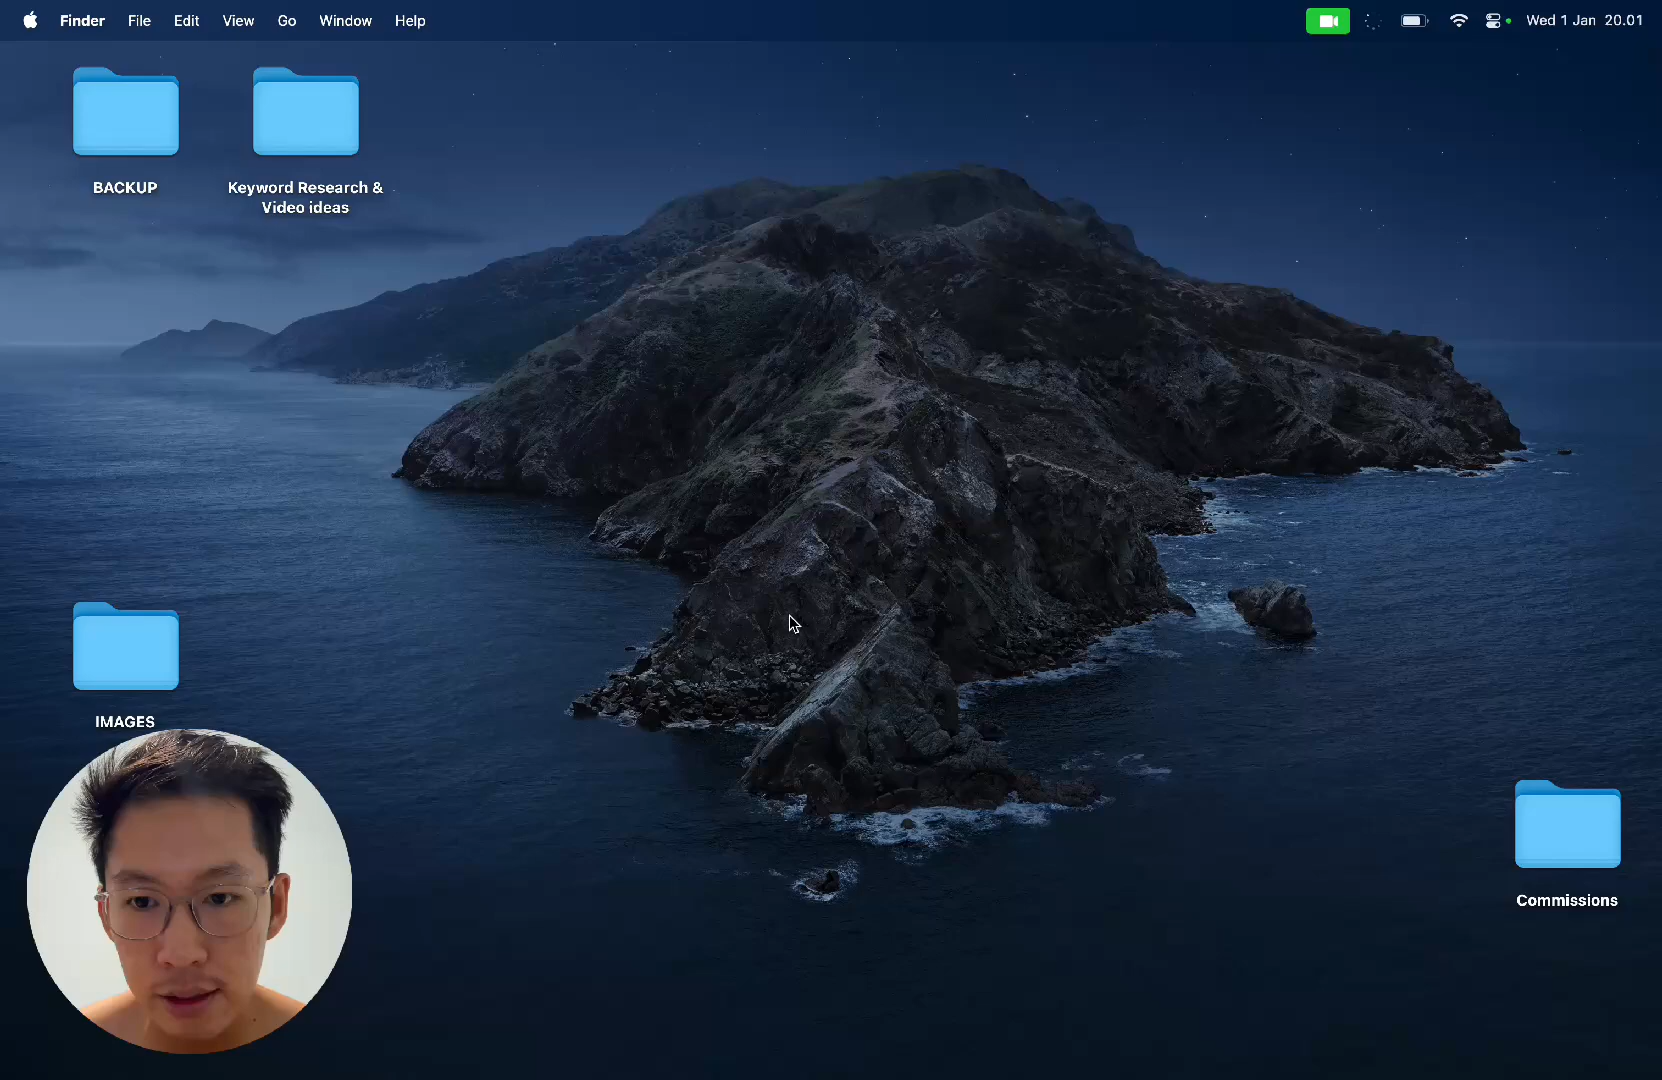 Finder File Edit View Go Window Help Wed 1 Jan 20.01
BACKUP
Keyword Research &
Video ideas
IMAGES
Commissions